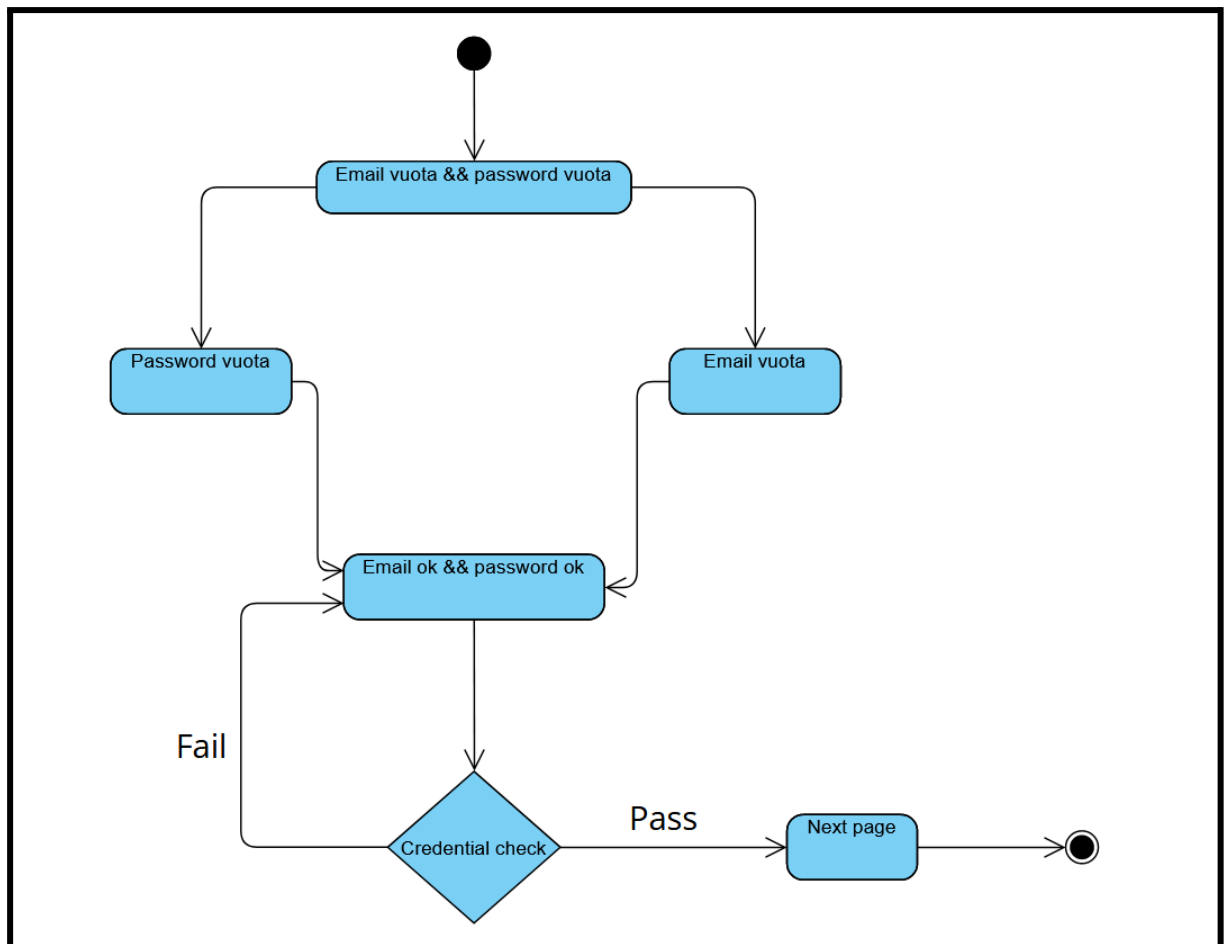 Email vuota && password vuota
Password vuota
Email vuota
Email ok && password ok
Fail
Pass
Next page
Credential check